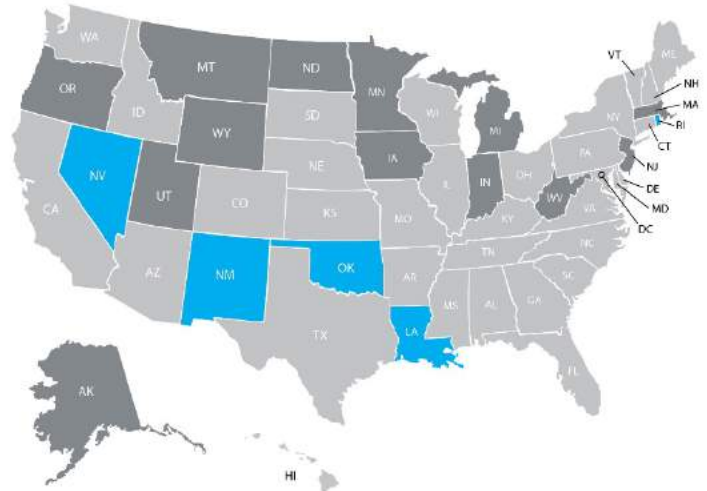 WA
ME
VT
MT
ND
NH
OR
MN
MA
ID
WI
SD
NY
RI
WY
MI
CT
IA
PA
NJ
NE
NV
OH
IN
IL
DE
UT
WV
CO
MD
CA
VA
KS
MO
KY
DC
NC
TN
OK
AZ
NM
AR
SC
MS
AL
GA
LA
TX
FL
AK
HI